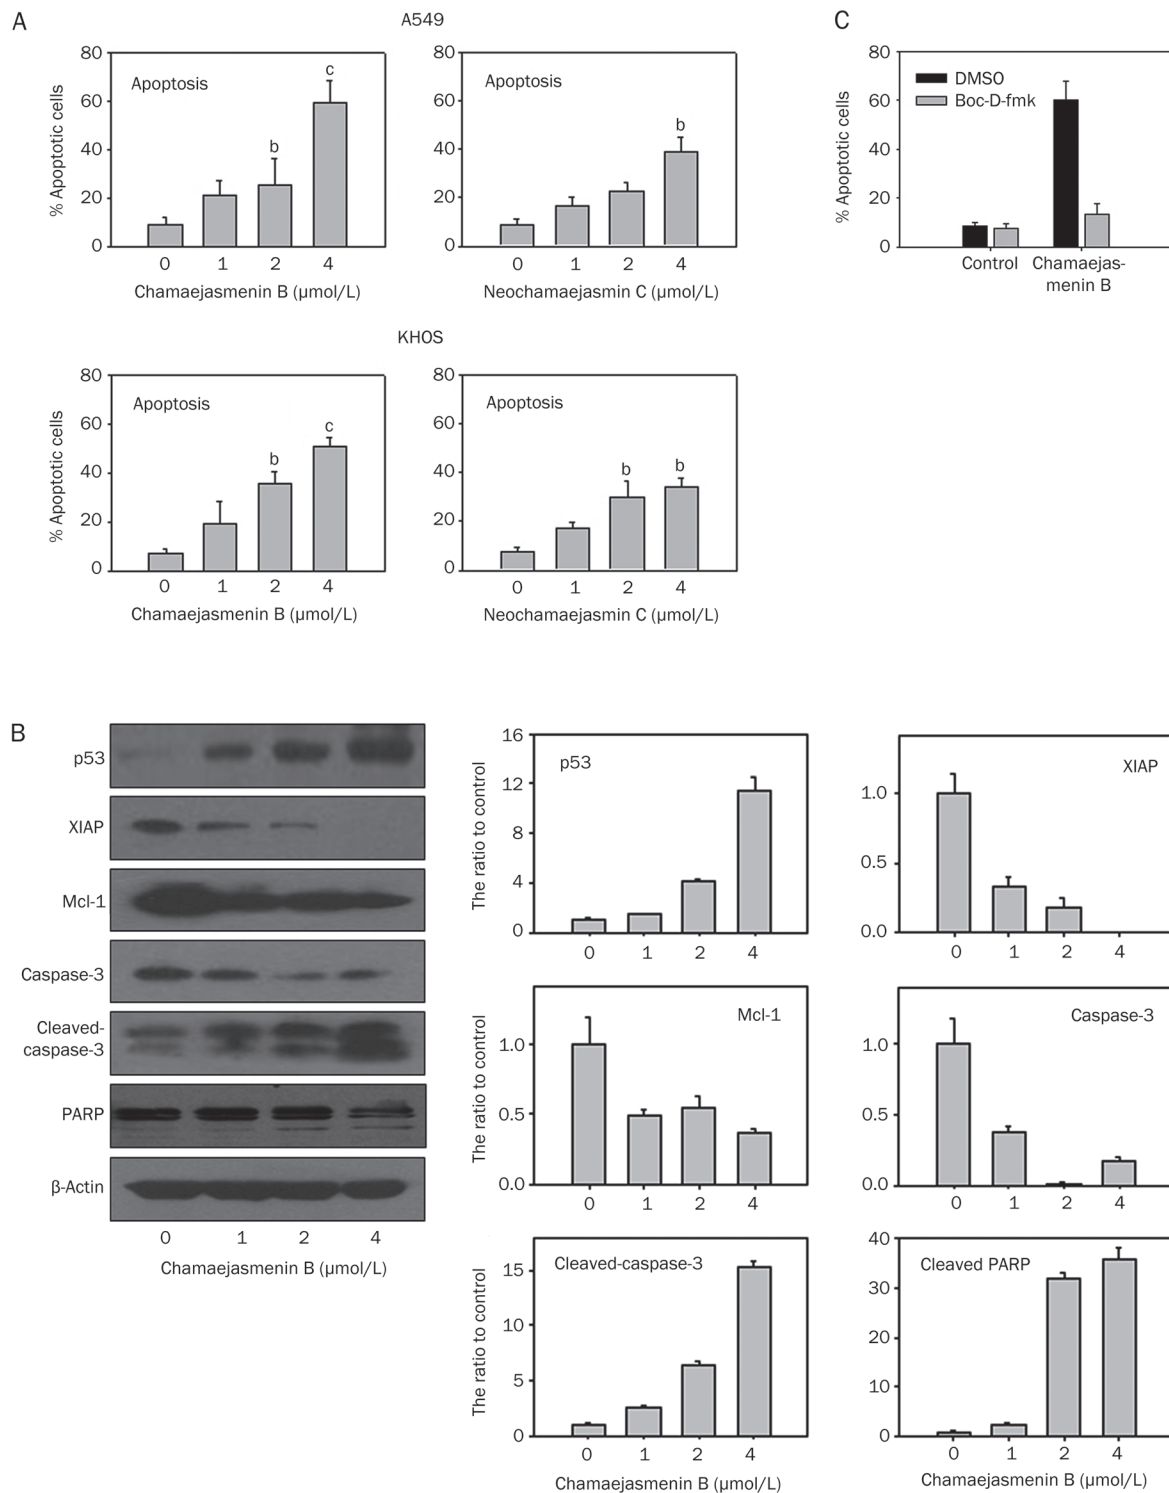 A
A549
C
80
60
40
20
0
% Apoptotic cells
Apoptosis
b
c
0 1 2 4
Chamaejasmenin B (µmol/L)
80
60
40
20
0
Apoptosis
b
0 1 2 4
Neochamaejasmin C (µmol/L)
80
60
40
20
0
% Apoptotic cells
DMSO
Boc-D-fmk
Control
Chamaejas-
menin B
KHOS
80
60
40
20
0
% Apoptotic cells
Apoptosis
b
c
0 1 2 4
Chamaejasmenin B (µmol/L)
80
60
40
20
0
Apoptosis
b
b
0 1 2 4
Neochamaejasmin C (µmol/L)
B
p53
XIAP
Mcl-1
Caspase-3
Cleaved-
caspase-3
PARP
β-Actin
0 1 2 4
Chamaejasmenin B (µmol/L)
16
12
8
4
0
The ratio to control
p53
0 1 2 4
1.0
0.5
0.0
XIAP
0 1 2 4
1.0
0.5
0.0
The ratio to control
Mcl-1
0 1 2 4
1.0
0.5
0.0
Caspase-3
0 1 2 4
15
10
5
0
The ratio to control
Cleaved-caspase-3
0 1 2 4
Chamaejasmenin B (µmol/L)
40
30
20
10
0
Cleaved PARP
0 1 2 4
Chamaejasmenin B (µmol/L)